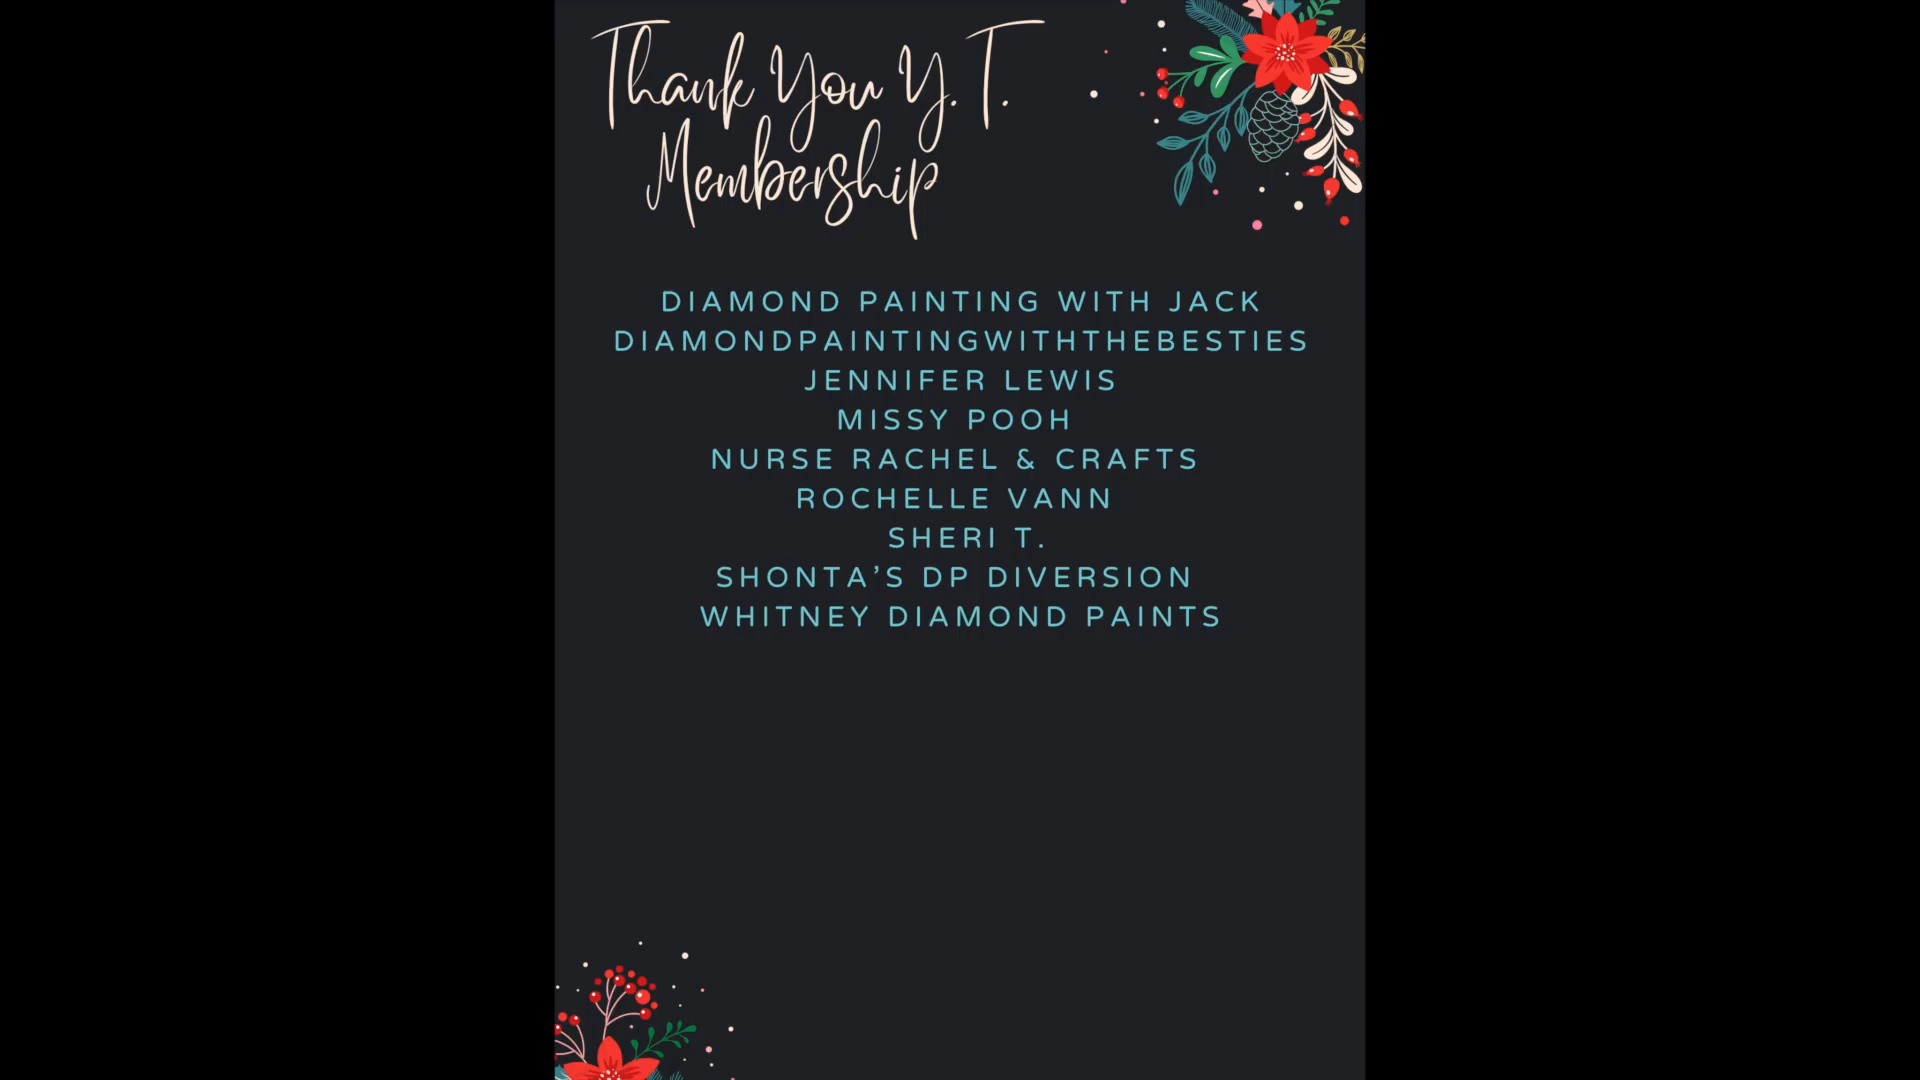 Thank You Y. T.
Membership
DIAMOND PAINTING WITH JACK
DIAMONDPAINTINGWITHTHEBESTIES
JENNIFER LEWIS
MISSY POOH
NURSE RACHEL & CRAFTS
ROCHELLE VANN
SHERI T.
SHONTA’S DP DIVERSION
WHITNEY DIAMOND PAINTS